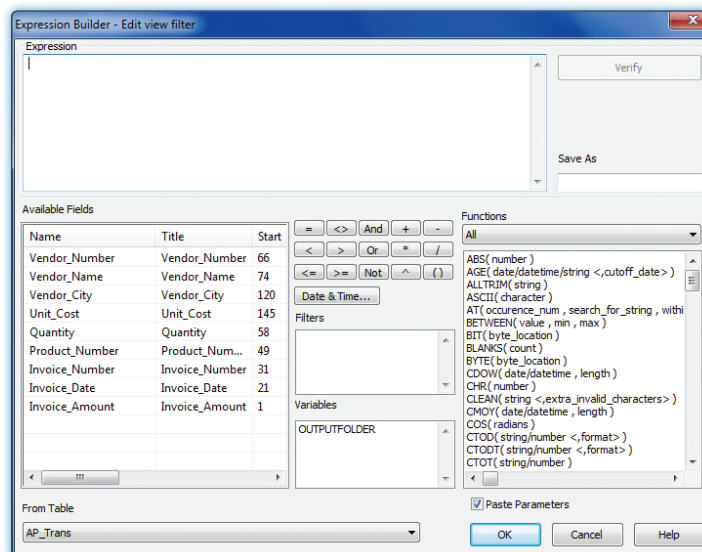 Expression Builder - Edit view filter
x
Expression
Verify
Save As
Available Fields
Name Title Start
Vendor_Number Vendor_Number 66
Vendor_Name Vendor_Name 74
Vendor_City Vendor_City 120
Unit_Cost Unit_Cost 145
Quantity Quantity 58
Product_Number Product_Num... 49
Invoice_Number Invoice_Number 31
Invoice_Date Invoice_Date 21
Invoice_Amount Invoice_Amount 1
= <> And + -
< > Or * /
<= >= Not ^ ( )
Date & Time...
Filters
Variables
OUTPUTFOLDER
Functions
All
ABS( number )
AGE( date/datetime/string <,cutoff_date> )
ALLTRIM( string )
ASCII( character )
AT( occurence_num , search_for_string , withi
BETWEEN( value , min , max )
BIT( byte_location )
BLANKS( count )
BYTE( byte_location )
CDOW( date/datetime , length )
CHR( number )
CLEAN( string <,extra_invalid_characters> )
CMOY( date/datetime , length )
COS( radians )
CTOD( string/number <,format> )
CTODT( string/number <,format> )
CTOT( string/number )
Paste Parameters
From Table
AP_Trans
OK Cancel Help